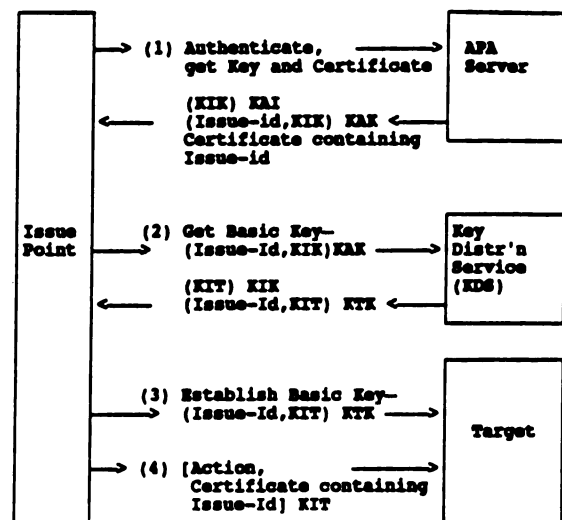 (1) Authenticate,
get Key and Certificate
APA
Server
(KIK) KAI
(Issue-id,KIK) KAK
Certificate containing
Issue-id
Issue
Point
(2) Get Basic Key—
(Issue-Id,KIK)KAK
Key
Distr'n
Service
(KDS)
(KIT) KIK
(Issue-Id,KIT) KTK
(3) Establish Basic Key—
(Issue-Id,KIT) KTK
Target
(4) [Action,
Certificate containing
Issue-Id] KIT